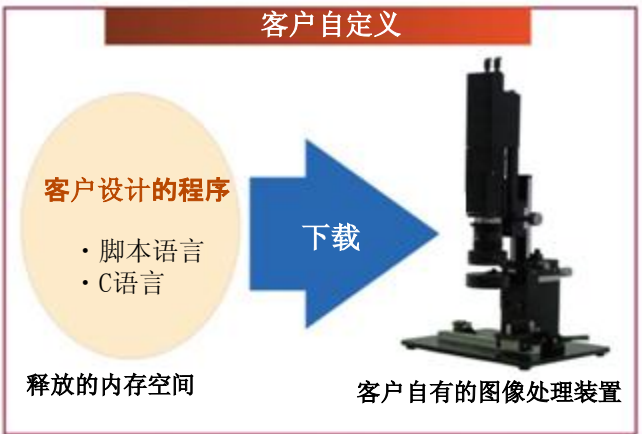 客户自定义
客户设计的程序
·脚本语言
·C语言
下载
释放的内存空间
客户自有的图像处理装置